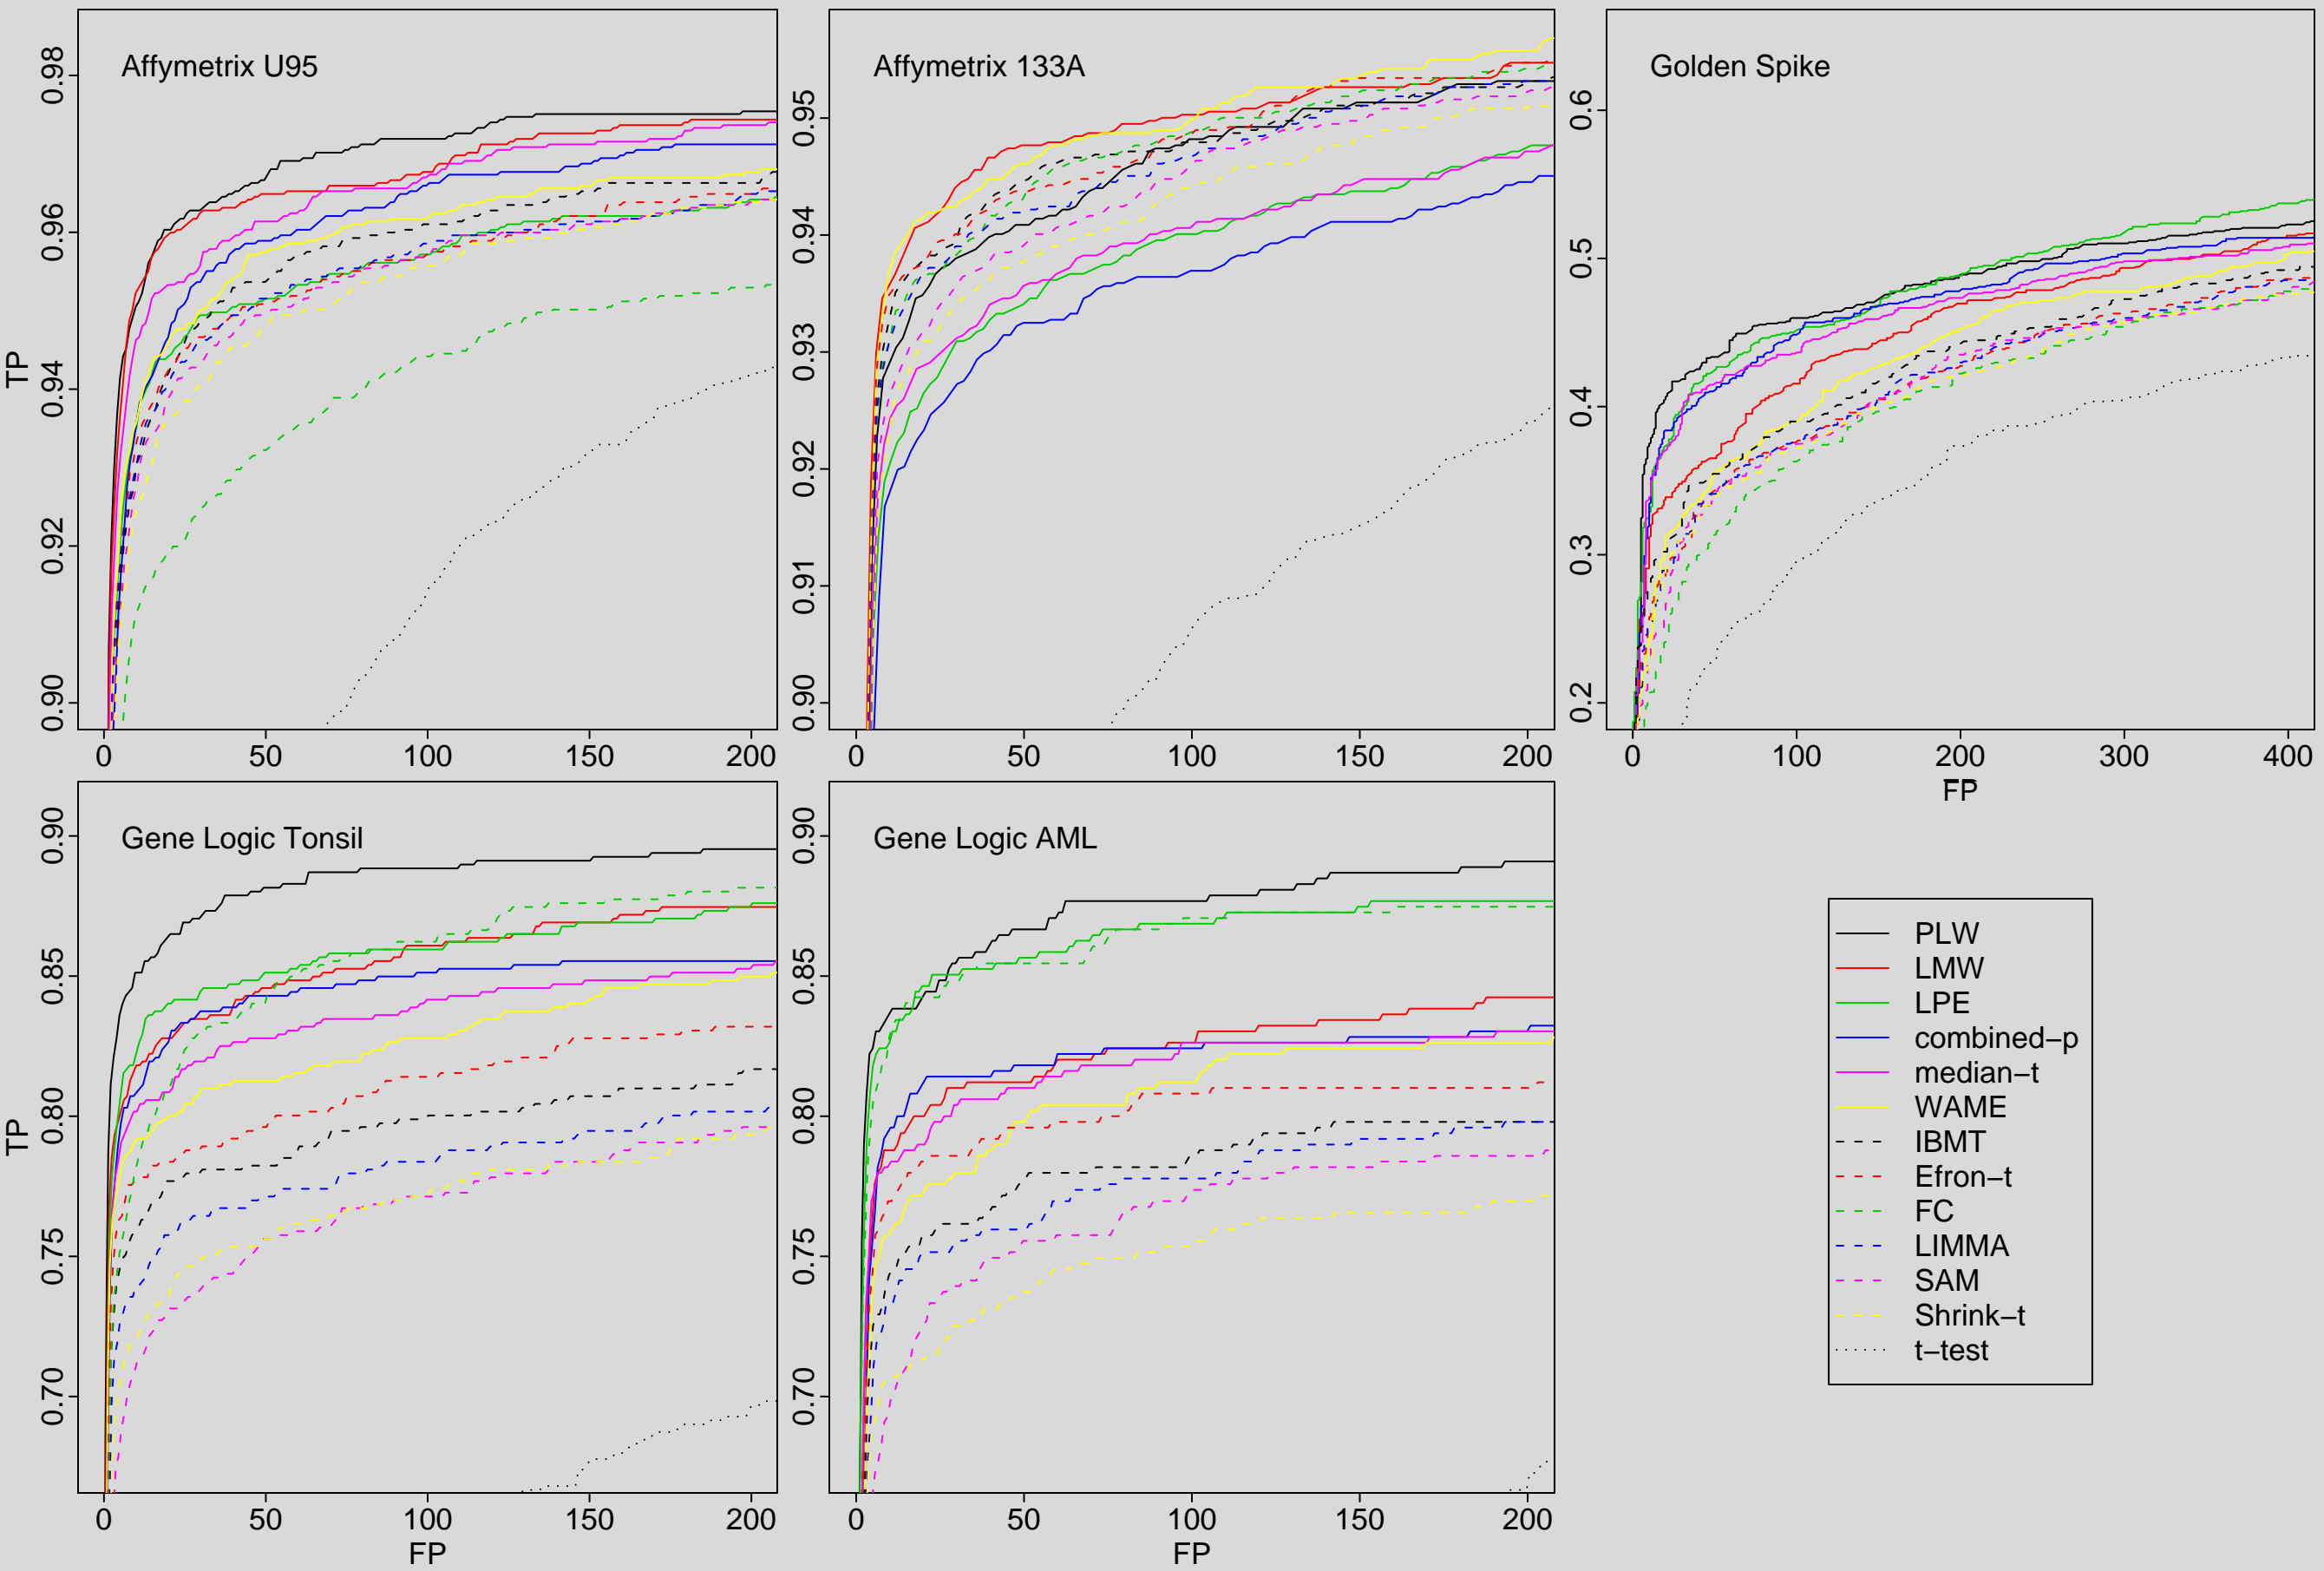 Affymetrix U95
TP
0.90 0.92 0.94 0.96 0.98
0 50 100 150 200
Affymetrix 133A
0.90 0.91 0.92 0.93 0.94 0.95
0 50 100 150 200
Golden Spike
0.2 0.3 0.4 0.5 0.6
0 100 200 300 400
FP
Gene Logic Tonsil
TP
0.70 0.75 0.80 0.85 0.90
0 50 100 150 200
FP
Gene Logic AML
0.70 0.75 0.80 0.85 0.90
0 50 100 150 200
FP
PLW
LMW
LPE
combined−p
median−t
WAME
IBMT
Efron−t
FC
LIMMA
SAM
Shrink−t
t−test